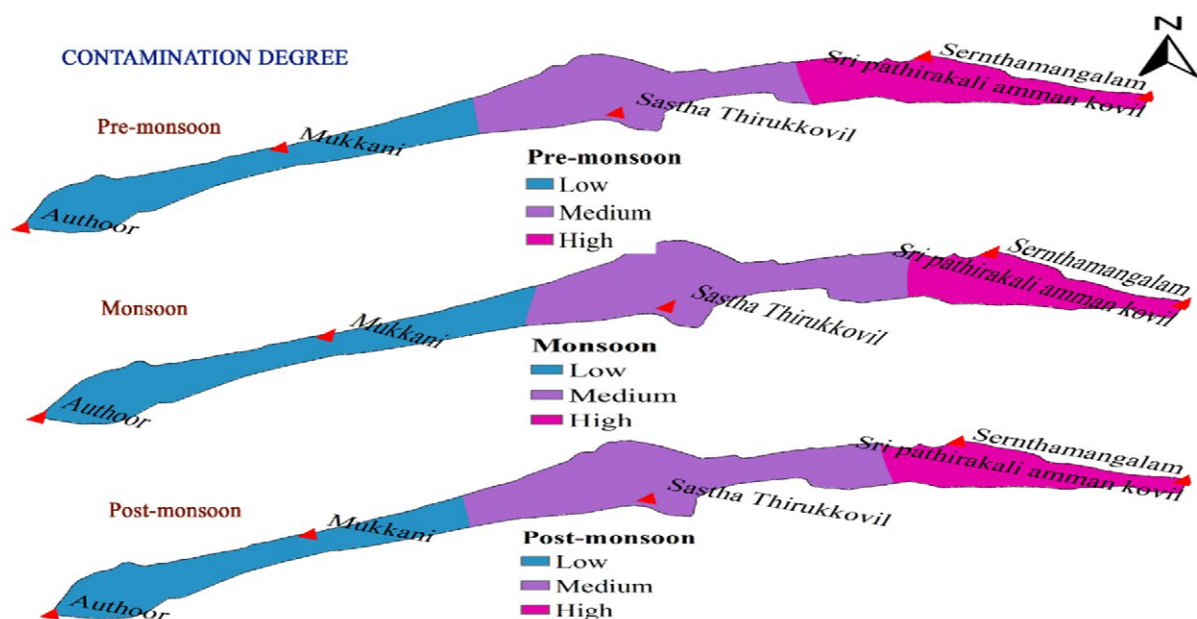 N
CONTAMINATION DEGREE
Sernthamangalam
Sri pathirakali amman kovil
Sastha Thirukkovil
Pre-monsoon
Mukkani
Authoor
Pre-monsoon
Low
Medium
High
Sernthamangalam
Sri pathirakali amman kovil
Sastha Thirukkovil
Monsoon
Mukkani
Authoor
Monsoon
Low
Medium
High
Sernthamangalam
Sri pathirakali amman kovil
Sastha Thirukkovil
Post-monsoon
Mukkani
Authoor
Post-monsoon
Low
Medium
High